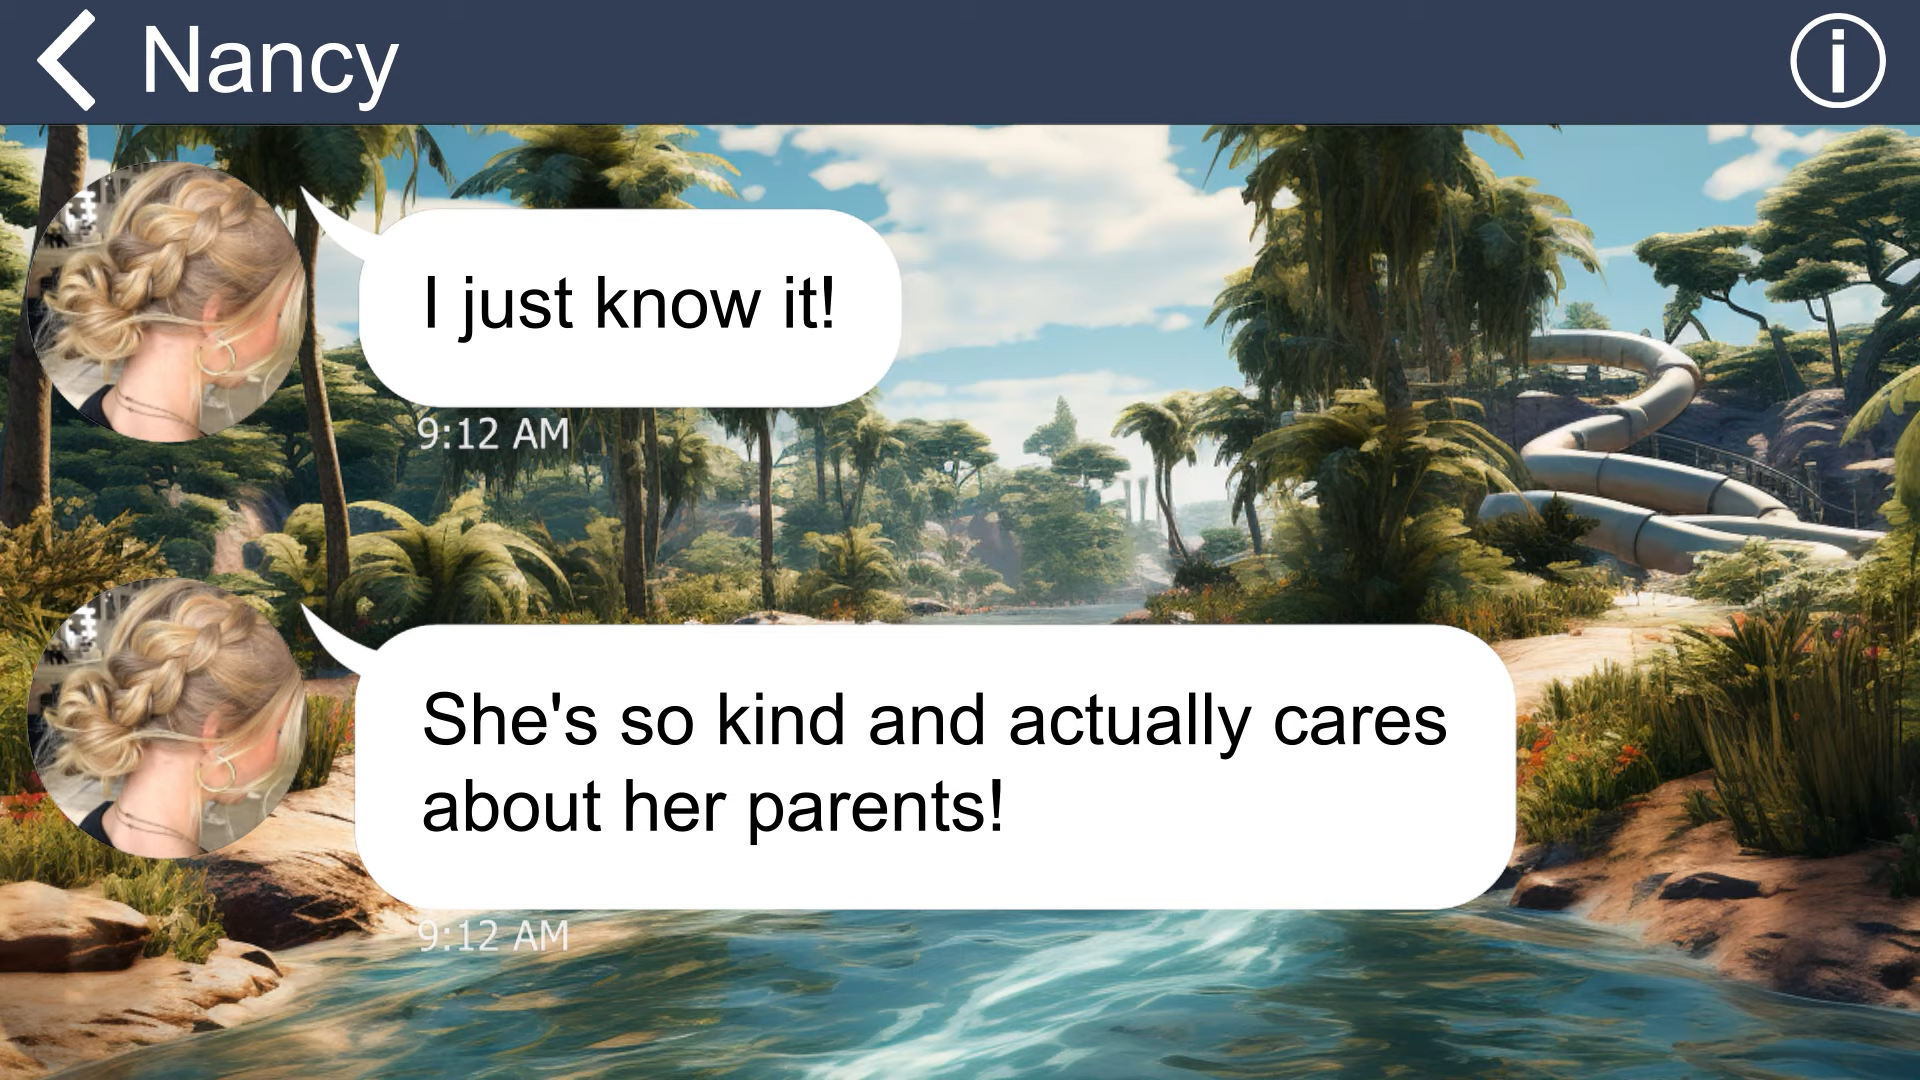 Nancy
I just know it!
9:12 AM
She's so kind and actually cares
about her parents!
9:12 AM